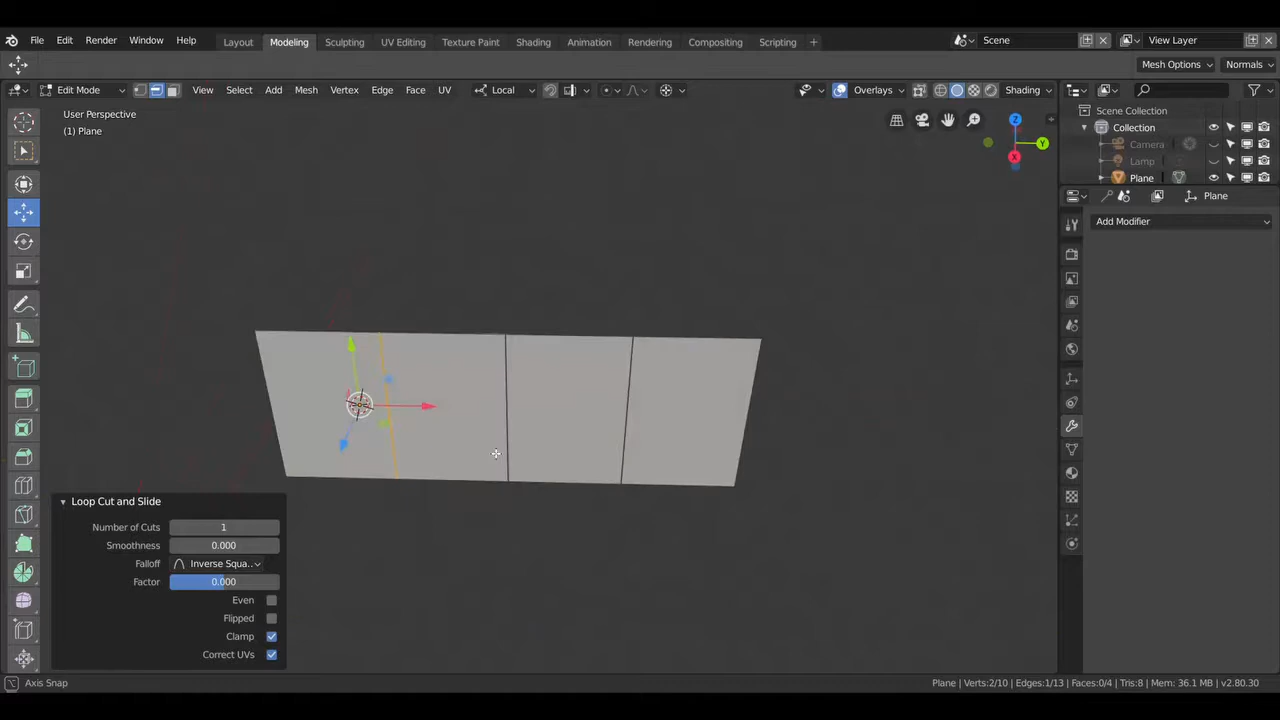 File Edit Render Window Help Layout Modeling Sculpting UV Editing Texture Paint Shading Animation Rendering Compositing Scripting + Scene View Layer
Mesh Options Normals
Edit Mode View Select Add Mesh Vertex Edge Face UV Local Overlays Shading
User Perspective
(1) Plane
Z
Y
X
Scene Collection
Collection
Camera
Lamp
Plane
Plane
Add Modifier
Loop Cut and Slide
Number of Cuts 1
Smoothness 0.000
Falloff Inverse Squa..
Factor 0.000
Even
Flipped
Clamp
Correct UVs
Axis Snap
Plane | Verts:2/10 | Edges:1/13 | Faces:0/4 | Tris:8 | Mem: 36.1 MB | v2.80.30